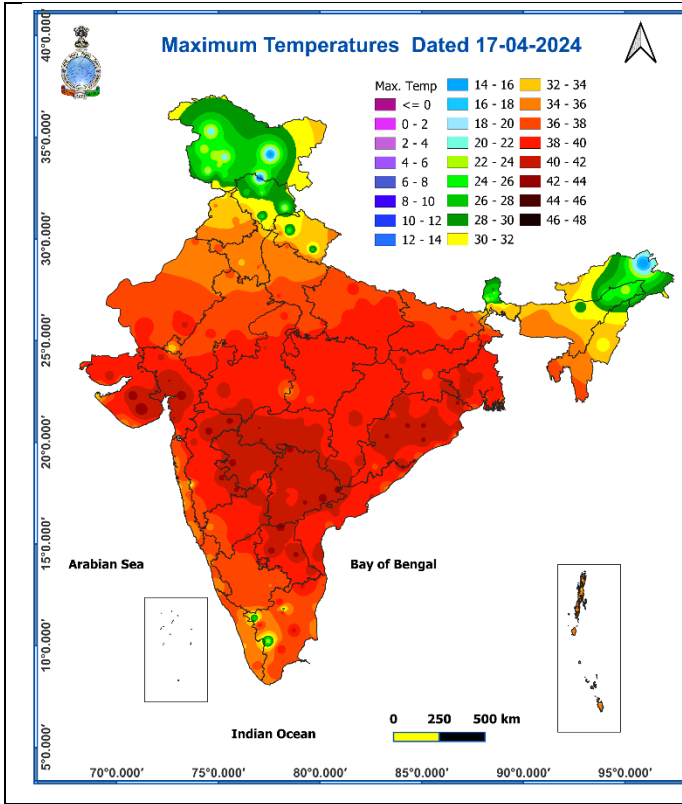 Maximum Temperatures Dated 17-04-2024
Max. Temp
<= 0
0 - 2
2 - 4
4 - 6
6 - 8
8 - 10
10 - 12
12 - 14
14 - 16
16 - 18
18 - 20
20 - 22
22 - 24
24 - 26
26 - 28
28 - 30
30 - 32
32 - 34
34 - 36
36 - 38
38 - 40
40 - 42
42 - 44
44 - 46
46 - 48
40°0.000'
35°0.000'
30°0.000'
25°0.000'
20°0.000'
15°0.000'
10°0.000'
5°0.000'
Arabian Sea
Bay of Bengal
Indian Ocean
0 250 500 km
70°0.000' 75°0.000' 80°0.000' 85°0.000' 90°0.000' 95°0.000'